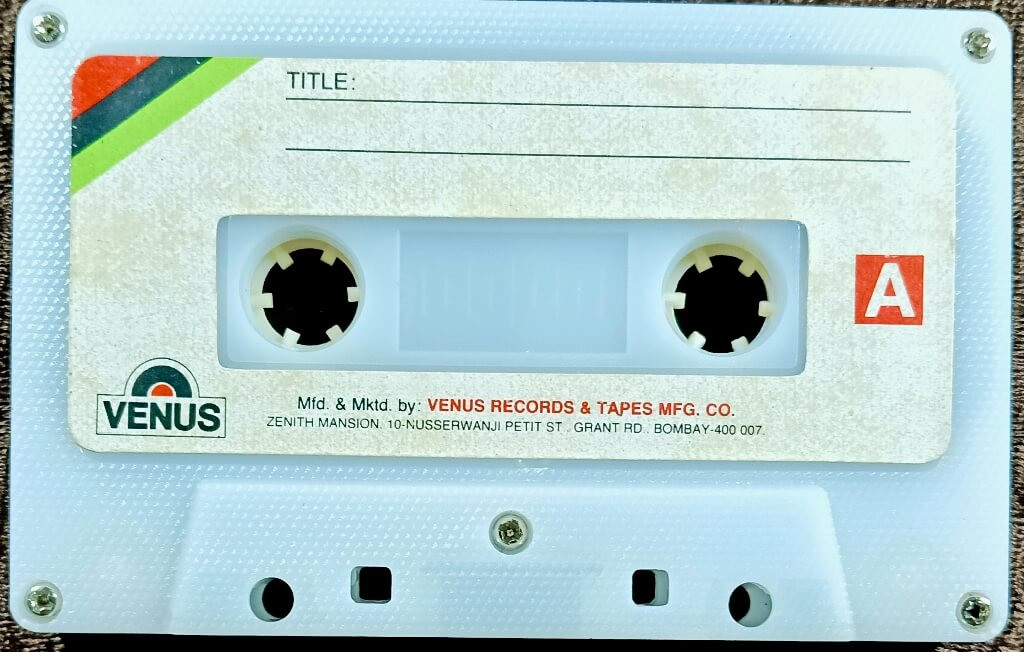 TITLE:
A
VENUS
Mfd. & Mktd. by: VENUS RECORDS & TAPES MFG. CO.
ZENITH MANSION. 10-NUSSERWANJI PETIT ST. GRANT RD. BOMBAY-400 007.